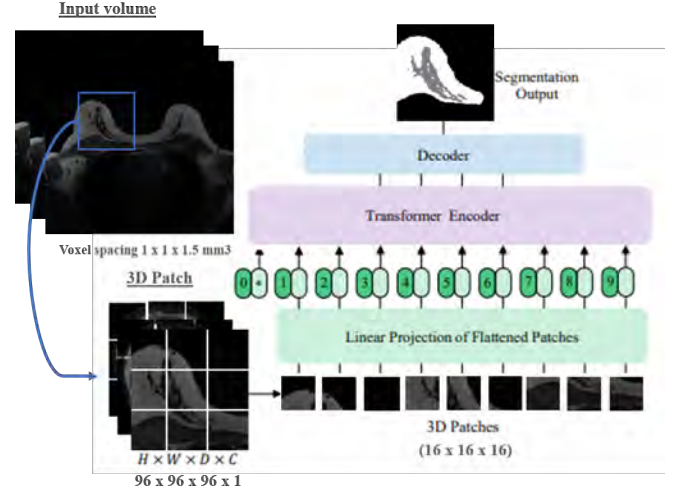 Input volume
Segmentation
Output
Decoder
Transformer Encoder
Voxel spacing 1 x 1 x 1.5 mm3
3D Patch
0 * 1 2 3 4 5 6 7 8 9
Linear Projection of Flattened Patches
3D Patches
(16 x 16 x 16)
H × W × D × C
96 x 96 x 96 x 1